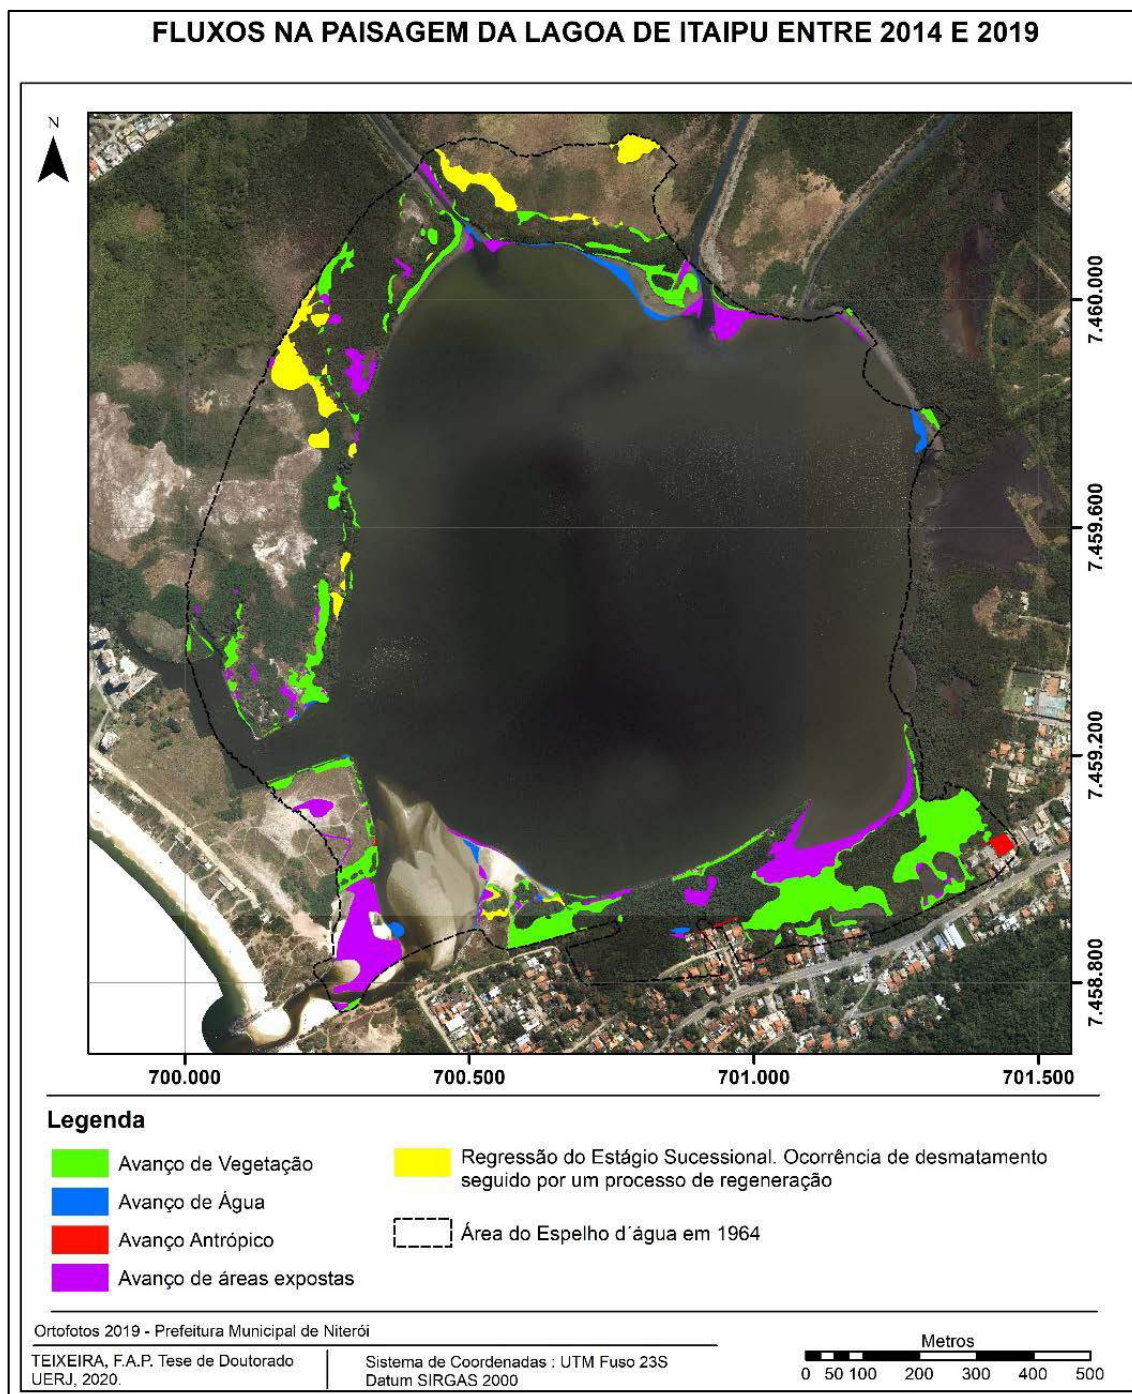 FLUXOS NA PAISAGEM DA LAGOA DE ITAIPU ENTRE 2014 E 2019
N
7.460.000
7.459.600
7.459.200
7.458.800
700.000
700.500
701.000
701.500
Legenda
Avanço de Vegetação
Avanço de Água
Avanço Antrópico
Avanço de áreas expostas
Regressão do Estágio Sucessional. Ocorrência de desmatamento
seguido por um processo de regeneração
Área do Espelho d´água em 1964
Ortofotos 2019 - Prefeitura Municipal de Niterói
TEIXEIRA, F.A.P. Tese de Doutorado
UERJ, 2020.
Sistema de Coordenadas : UTM Fuso 23S
Datum SIRGAS 2000
Metros
0 50 100 200 300 400 500